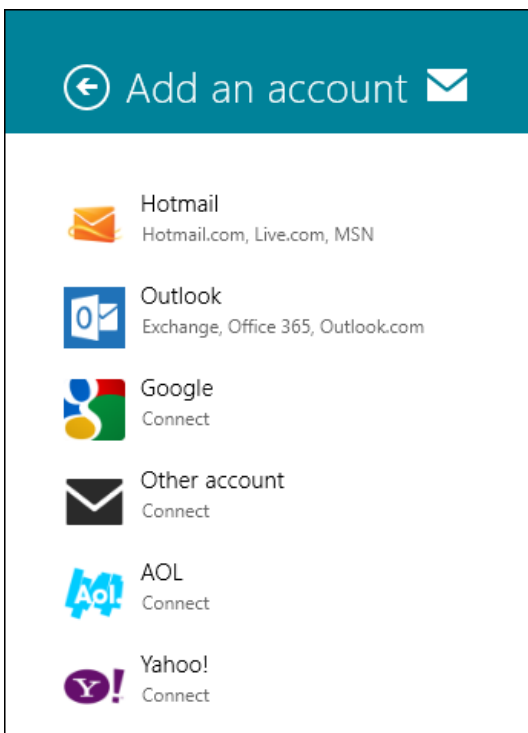 Add an account
Hotmail
Hotmail.com, Live.com, MSN
Outlook
Exchange, Office 365, Outlook.com
Google
Connect
Other account
Connect
Aol.
AOL
Connect
Y!
Yahoo!
Connect